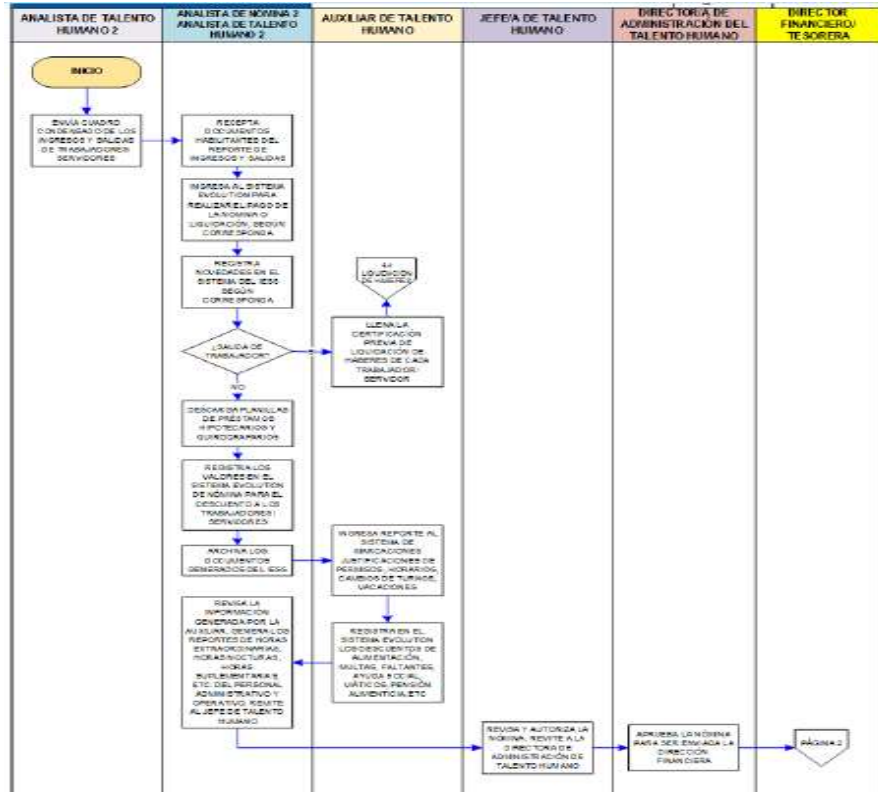 ANALISTA DE TALENTO
HUMANO 2
ANALISTA DE NÓMINA 2
ANALISTA DE TALENTO
HUMANO 2
AUXILIAR DE TALENTO
HUMANO
JEFE/A DE TALENTO
HUMANO
DIRECTOR/A DE
ADMINISTRACIÓN DEL
TALENTO HUMANO
DIRECTOR
FINANCIERO/
TESORERA
INICIO
ENVÍA CUADRO
CONDENSADO DE LOS
INGRESOS Y SALIDAS
DE TRABAJADORES/
SERVIDORES
RECEPTA
DOCUMENTOS
HABILITANTES DEL
REPORTE DE
INGRESOS Y SALIDAS
INGRESA AL SISTEMA
EVOLUTION PARA
REALIZAR EL PAGO DE
LA NOMINA O
LIQUIDACIÓN, SEGÚN
CORRESPONDA
REGISTRA
NOVEDADES EN EL
SISTEMA DEL IESS
SEGÚN
CORRESPONDA
LIQUIDICIÓN
DE HABERES
¿SALIDA DE
TRABAJADOR?
LLENA LA
CERTIFICACIÓN
PREVIA DE
LIQUIDACIÓN DE
HABERES DE CADA
TRABAJADOR/
SERVIDOR
NO
DESCARGA PLANILLAS
DE PRÉSTAMOS
HIPOTECARIOS Y
QUIROGRAFARIOS
REGISTRA LOS
VALORES EN EL
SISTEMA EVOLUTION
DE NÓMINA PARA EL
DESCUENTO A LOS
TRABAJADORES/
SERVIDORES
ARCHIVA LOS
DOCUMENTOS
GENERADOS DEL IESS
INGRESA REPORTE AL
SISTEMA DE
MARCACIONES
JUSTIFICACIONES DE
PERMISOS, HORARIOS,
CAMBIOS DE TURNOS,
VACACIONES
REVISA LA
INFORMACIÓN
GENERADA POR LA
AUXILIAR, GENERA LOS
REPORTES DE HORAS
EXTRAORDINARIAS,
HORAS NOCTURAS,
HORAS
SUPLEMENTARIAS,
ETC. DEL PERSONAL
ADMINISTRATIVO Y
OPERATIVO, REMITE
AL JEFE DE TALENTO
HUMANO
REGISTRA EN EL
SISTEMA EVOLUTION
LOS DESCUENTOS DE
ALIMENTACIÓN,
MULTAS, FALTANTES,
AYUDA SOCIAL,
VIÁTICOS, PENSIÓN
ALIMENTICIA, ETC
REVISA Y AUTORIZA LA
NÓMINA, REMITE A LA
DIRECTORA DE
ADMINISTRACIÓN DE
TALENTO HUMANO
APRUEBA LA NÓMINA
PARA SER ENVIADA LA
DIRECCIÓN
FINANCIERA
PÁGINA 2